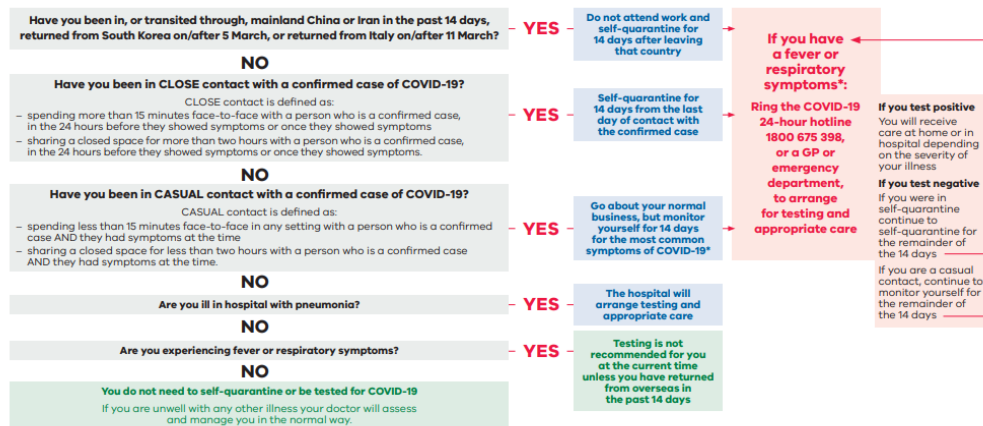 Have you been in, or transited through, mainland China or Iran in the past 14 days,
returned from South Korea on/after 5 March, or returned from Italy on/after 11 March?
YES
Do not attend work and
self-quarantine for
14 days after leaving
that country
NO
Have you been in CLOSE contact with a confirmed case of COVID-19?
CLOSE contact is defined as:
– spending more than 15 minutes face-to-face with a person who is a confirmed case,
in the 24 hours before they showed symptoms or once they showed symptoms
– sharing a closed space for more than two hours with a person who is a confirmed case,
in the 24 hours before they showed symptoms or once they showed symptoms.
YES
Self-quarantine for
14 days from the last
day of contact with
the confirmed case
NO
Have you been in CASUAL contact with a confirmed case of COVID-19?
CASUAL contact is defined as:
– spending less than 15 minutes face-to-face in any setting with a person who is a confirmed
case AND they had symptoms at the time
– sharing a closed space for less than two hours with a person who is a confirmed case
AND they had symptoms at the time.
YES
Go about your normal
business, but monitor
yourself for 14 days
for the most common
symptoms of COVID-19*
NO
Are you ill in hospital with pneumonia?
YES
The hospital will
arrange testing and
appropriate care
NO
Are you experiencing fever or respiratory symptoms?
YES
Testing is not
recommended for you
at the current time
unless you have returned
from overseas in
the past 14 days
NO
You do not need to self-quarantine or be tested for COVID-19
If you are unwell with any other illness your doctor will assess
and manage you in the normal way.
If you have
a fever or
respiratory
symptoms*:
Ring the COVID-19
24-hour hotline
1800 675 398,
or a GP or
emergency
department,
to arrange
for testing and
appropriate care
If you test positive
You will receive
care at home or in
hospital depending
on the severity of
your illness
If you test negative
If you were in
self-quarantine
continue to
self-quarantine for
the remainder of
the 14 days
If you are a casual
contact, continue to
monitor yourself for
the remainder of
the 14 days